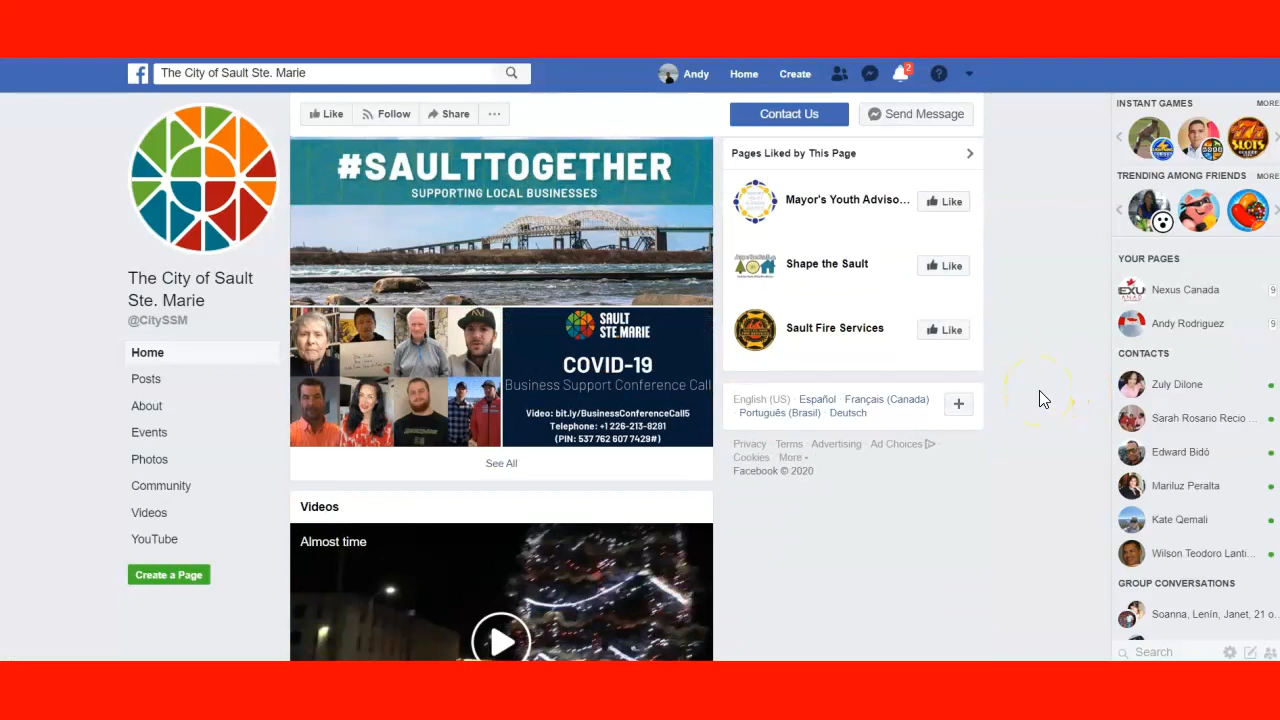 The City of Sault Ste. Marie
Andy
Home
Create
2
Like
Follow
Share
Contact Us
Send Message
The City of Sault
Ste. Marie
@CitySSM
Home
Posts
About
Events
Photos
Community
Videos
YouTube
Create a Page
#SAULTTOGETHER
SUPPORTING LOCAL BUSINESSES
SAULT
STE.MARIE
COVID-19
Business Support Conference Call
Video: bit.ly/BusinessConferenceCall5
Telephone: +1 226-213-8281
(PIN: 537 762 607 7429#)
See All
Videos
Almost time
Pages Liked by This Page
Mayor's Youth Adviso...
Like
Shape the Sault
Like
Sault Fire Services
Like
English (US) · Español · Français (Canada)
· Português (Brasil) · Deutsch
Privacy Terms Advertising Ad Choices
Cookies More
Facebook © 2020
INSTANT GAMES
MORE
SLOTS
TRENDING AMONG FRIENDS
MORE
YOUR PAGES
EXU
Nexus Canada
9
Andy Rodriguez
9
CONTACTS
Zuly Dilone
Sarah Rosario Recio ...
Edward Bidó
Mariluz Peralta
Kate Qemali
Wilson Teodoro Lanti...
GROUP CONVERSATIONS
Soanna, Lenín, Janet, 21 o...
Search